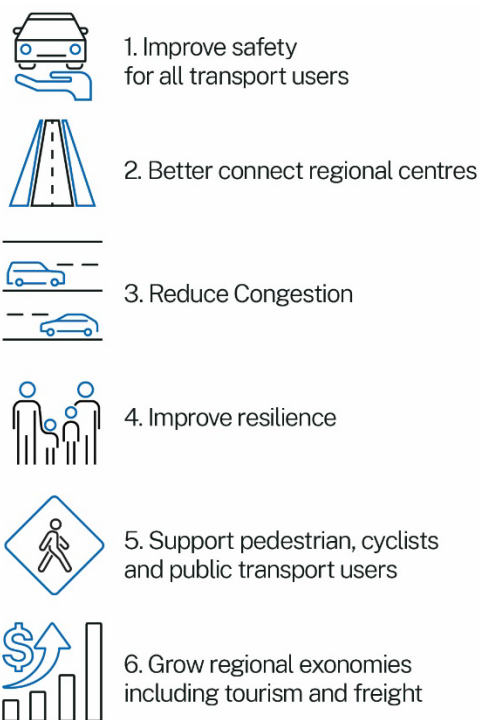 1. Improve safety
for all transport users
2. Better connect regional centres
3. Reduce Congestion
4. Improve resilience
5. Support pedestrian, cyclists
and public transport users
$
6. Grow regional exonomies
including tourism and freight